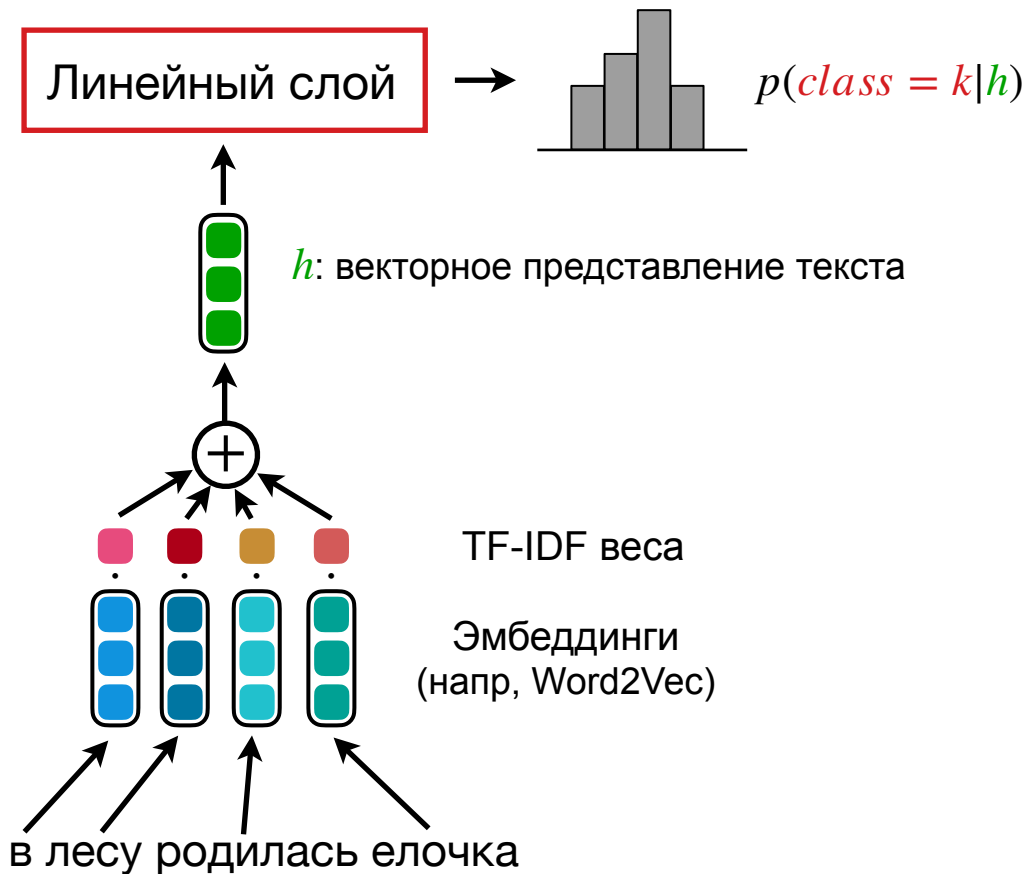 Линейный слой
p(class = k|h)
h: векторное представление текста
TF-IDF веса
Эмбеддинги
(напр, Word2Vec)
в лесу родилась елочка